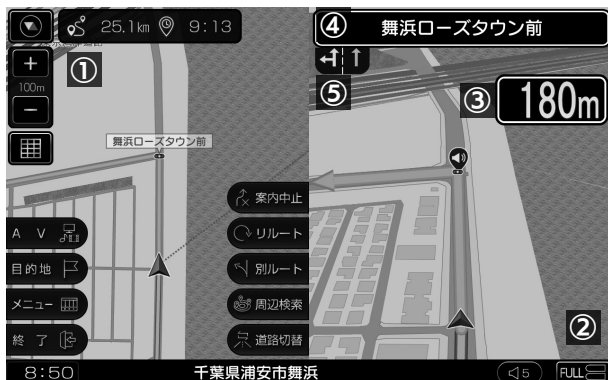 25.1km 9:13
①
100m
舞浜ローズタウン前
A V
目的地
メニュー
終 了
案内中止
リルート
別ルート
周辺検索
道路切替
④ 舞浜ローズタウン前
⑤
③ 180m
②
8:50
千葉県浦安市舞浜
5
FULL